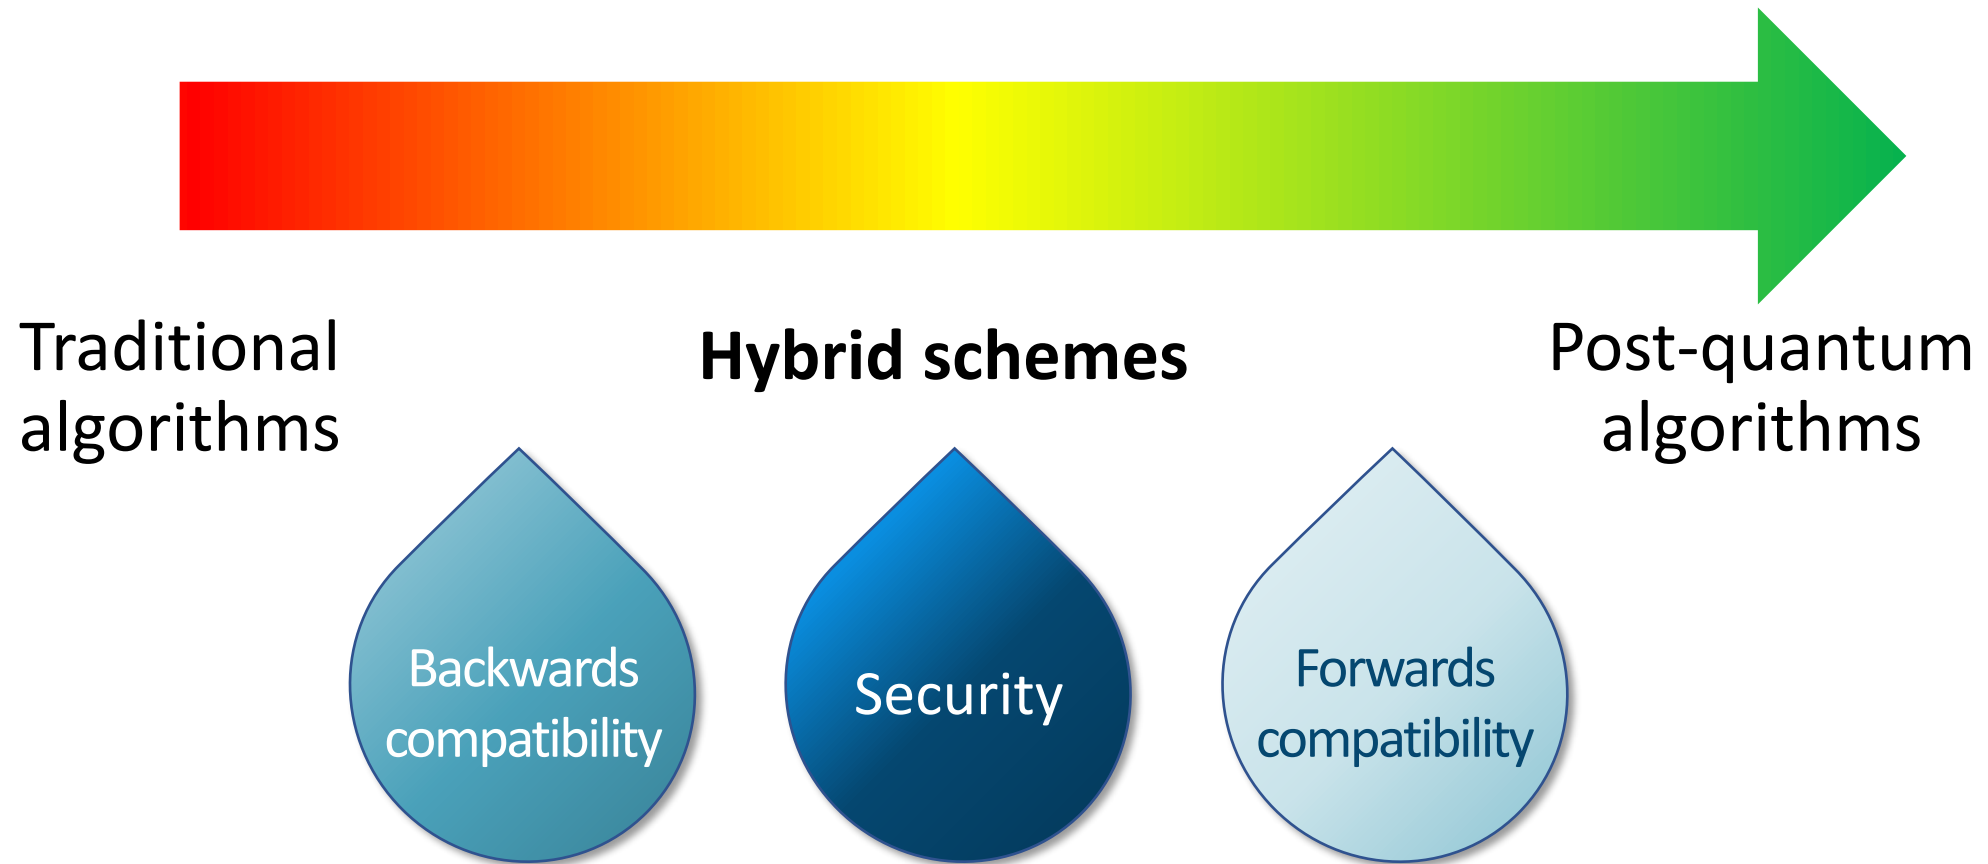 Traditional
algorithms
Hybrid schemes
Post-quantum
algorithms
Backwards
compatibility
Security
Forwards
compatibility